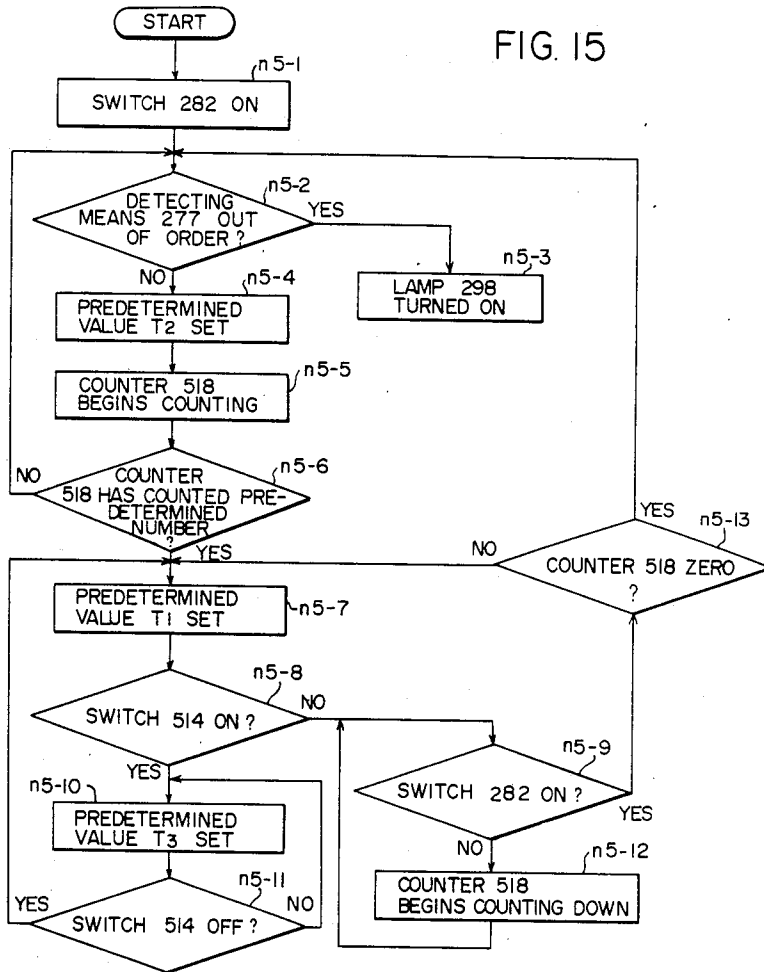 START
FIG. 15
n5-1
SWITCH 282 ON
n5-2
DETECTING
MEANS 277 OUT
OF ORDER ?
YES
NO
n5-3
LAMP 298
TURNED ON
n5-4
PREDETERMINED
VALUE T2 SET
n5-5
COUNTER 518
BEGINS COUNTING
n5-6
NO
COUNTER
518 HAS COUNTED PRE-
DETERMINED
NUMBER
?
YES
YES
n5-13
NO
COUNTER 518 ZERO
?
PREDETERMINED
VALUE T1 SET
n5-7
n5-8
NO
SWITCH 514 ON ?
YES
n5-9
SWITCH 282 ON ?
YES
NO
n5-10
PREDETERMINED
VALUE T3 SET
n5-12
COUNTER 518
BEGINS COUNTING DOWN
n5-11
YES
NO
SWITCH 514 OFF ?